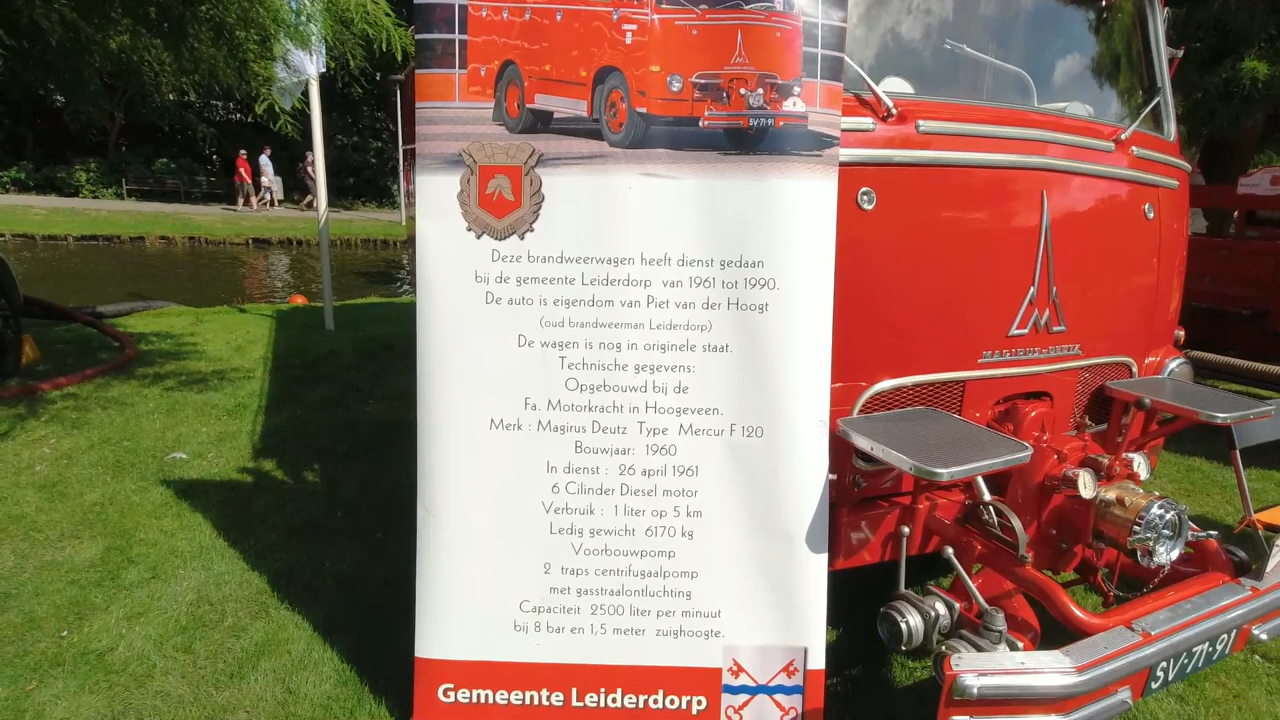 SV-71-91
Deze brandweerwagen heeft dienst gedaan
bij de gemeente Leiderdorp van 1961 tot 1990.
De auto is eigendom van Piet van der Hoogt
(oud brandweerman Leiderdorp)
De wagen is nog in originele staat.
Technische gegevens:
Opgebouwd bij de
Fa. Motorkracht in Hoogeveen.
Merk : Magirus Deutz Type Mercur F 120
Bouwjaar: 1960
In dienst : 26 april 1961
6 Cilinder Diesel motor
Verbruik : 1 liter op 5 km
Ledig gewicht 6170 kg
Voorbouwpomp
2 traps centrifugaalpomp
met gasstraalontluchting
Capaciteit 2500 liter per minuut
bij 8 bar en 1,5 meter zuighoogte.
Gemeente Leiderdorp
MAGIRUS-DEUTZ
SV-71-91